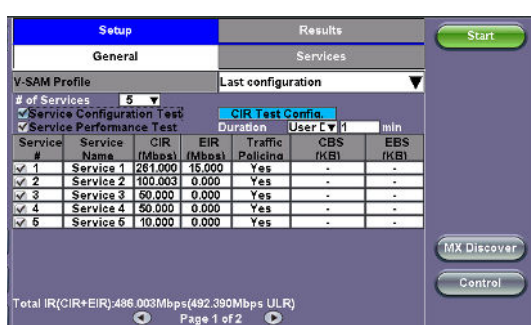 Setup Results Start
General Services
V-SAM Profile Last configuration
# of Services 5
Service Configuration Test CIR Test Config.
Service Performance Test Duration User 1 min
Service # Service Name CIR (Mbps) EIR (Mbps) Traffic Policing CBS (KB) EBS (KB)
1 Service 1 261.000 15.000 Yes - -
2 Service 2 100.003 0.000 Yes - -
3 Service 3 60.000 0.000 Yes - -
4 Service 4 50.000 0.000 Yes - -
5 Service 5 10.000 0.000 Yes - -
MX Discover
Control
Total IR(CIR+EIR):486.003Mbps(492.390Mbps ULR)
Page 1 of 2